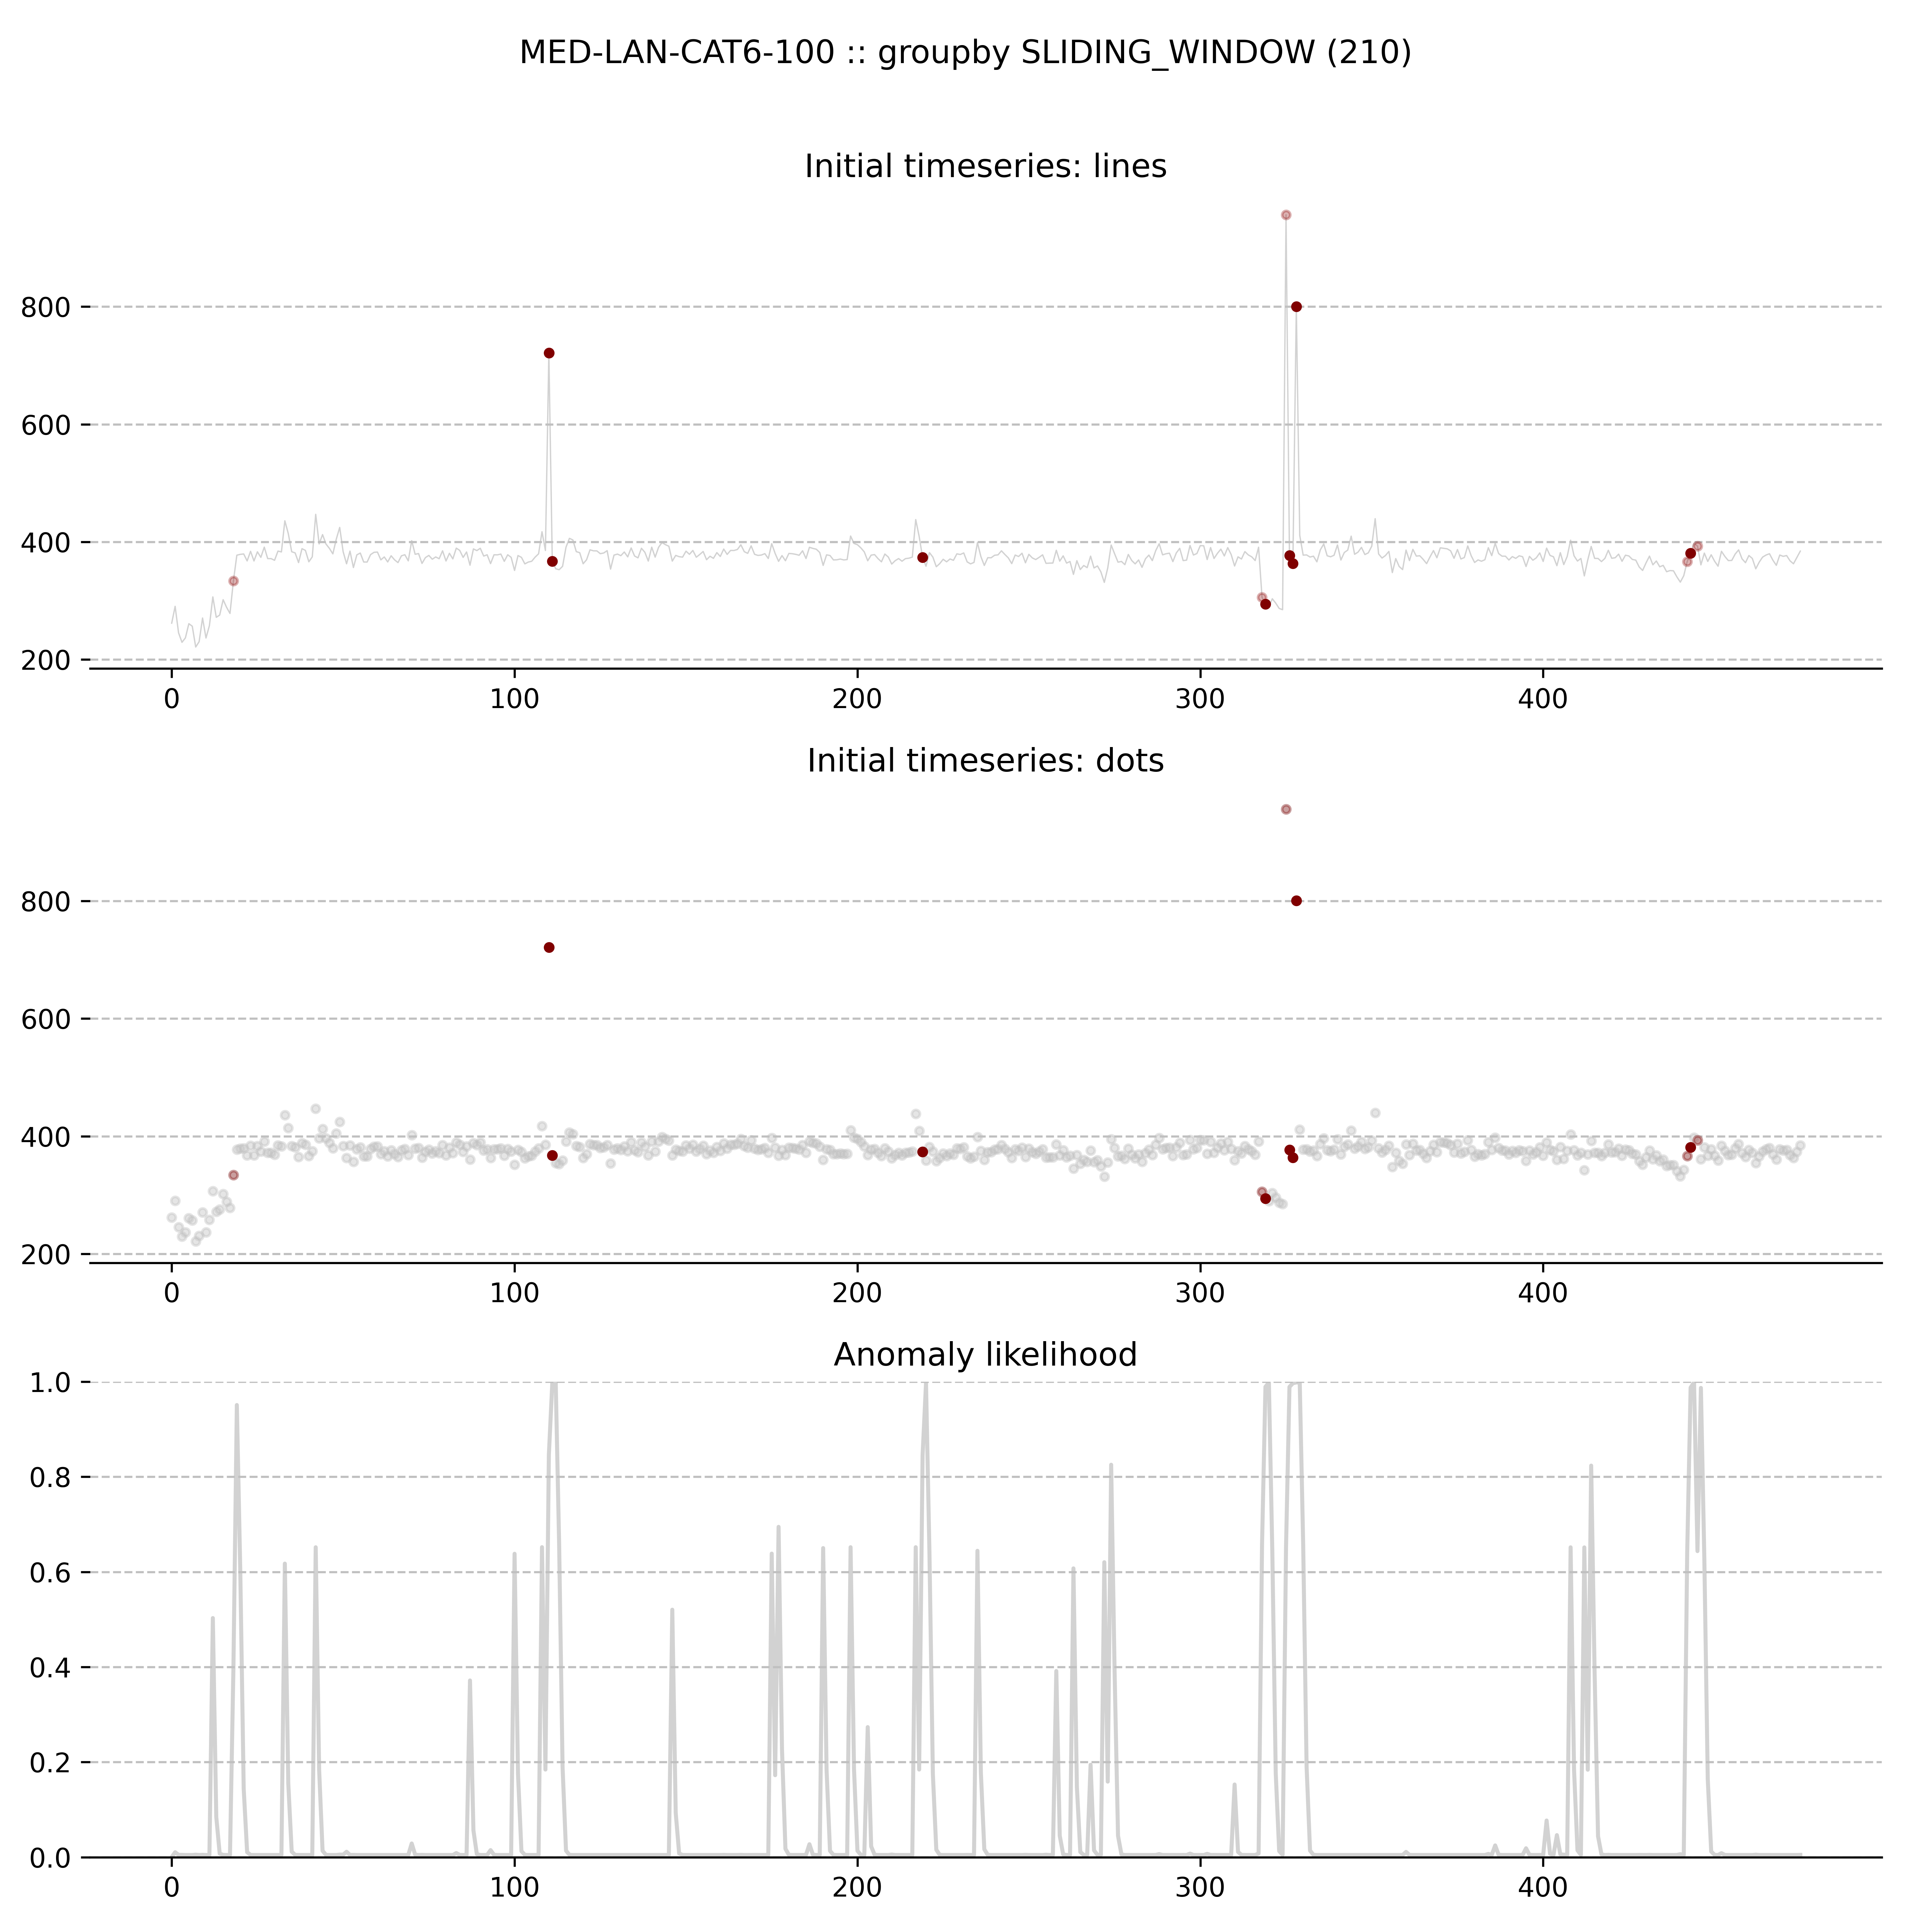 MED-LAN-CAT6-100 :: groupby SLIDING_WINDOW (210)
Initial timeseries: lines
800
600
400
200
0 100 200 300 400
Initial timeseries: dots
800
600
400
200
0 100 200 300 400
Anomaly likelihood
1.0
0.8
0.6
0.4
0.2
0.0
0 100 200 300 400